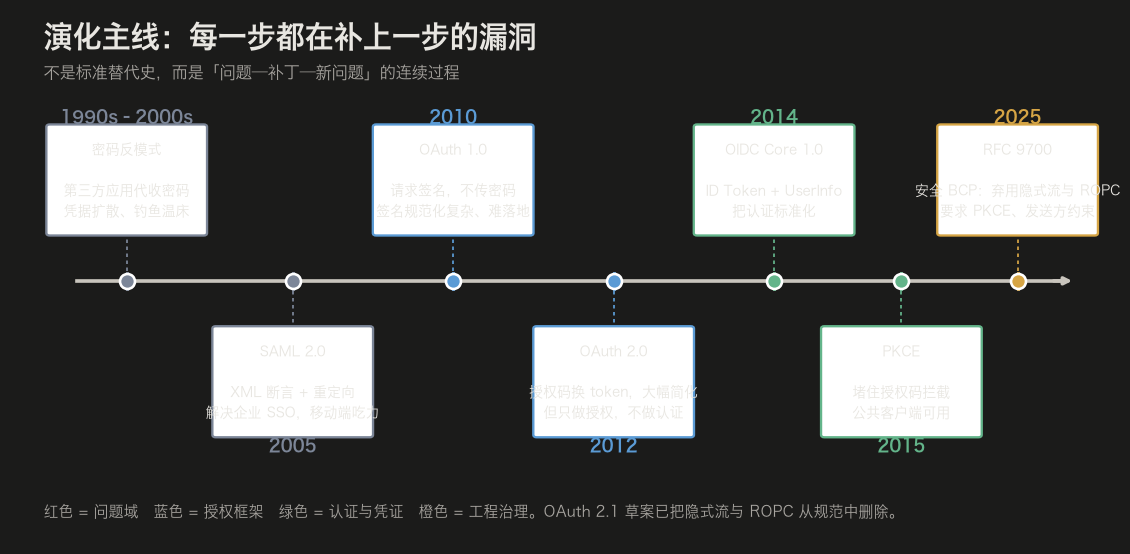 演化主线：每一步都在补上一步的漏洞
不是标准替代史，而是「问题—补丁—新问题」的连续过程
1990s - 2000s
密码反模式
第三方应用代收密码
凭据扩散、钓鱼温床
2010
OAuth 1.0
请求签名，不传密码
签名规范化复杂、难落地
2014
OIDC Core 1.0
ID Token + UserInfo
把认证标准化
2025
RFC 9700
安全 BCP：弃用隐式流与 ROPC
要求 PKCE、发送方约束
SAML 2.0
XML 断言 + 重定向
解决企业 SSO，移动端吃力
2005
OAuth 2.0
授权码换 token，大幅简化
但只做授权，不做认证
2012
PKCE
堵住授权码拦截
公共客户端可用
2015
红色 = 问题域　蓝色 = 授权框架　绿色 = 认证与凭证　橙色 = 工程治理。OAuth 2.1 草案已把隐式流与 ROPC 从规范中删除。